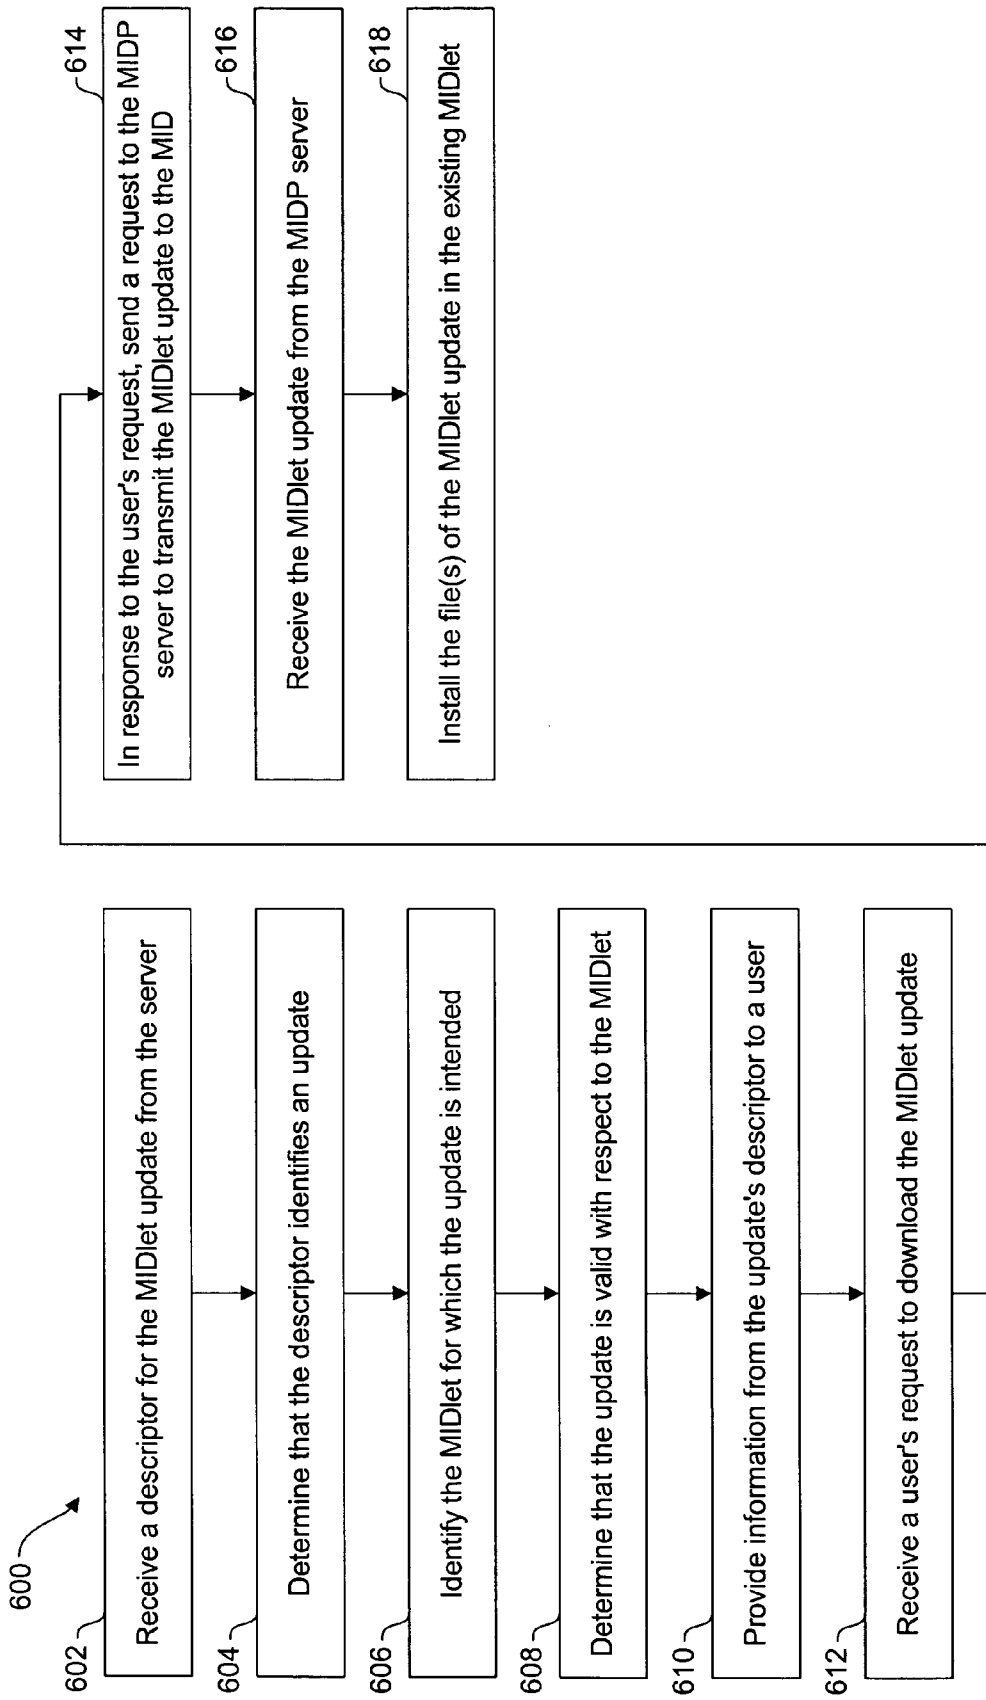 600
602
Receive a descriptor for the MIDlet update from the server
604
Determine that the descriptor identifies an update
606
Identify the MIDlet for which the update is intended
608
Determine that the update is valid with respect to the MIDlet
610
Provide information from the update's descriptor to a user
612
Receive a user's request to download the MIDlet update
614
In response to the user's request, send a request to the MIDP
server to transmit the MIDlet update to the MID
616
Receive the MIDlet update from the MIDP server
618
Install the file(s) of the MIDlet update in the existing MIDlet